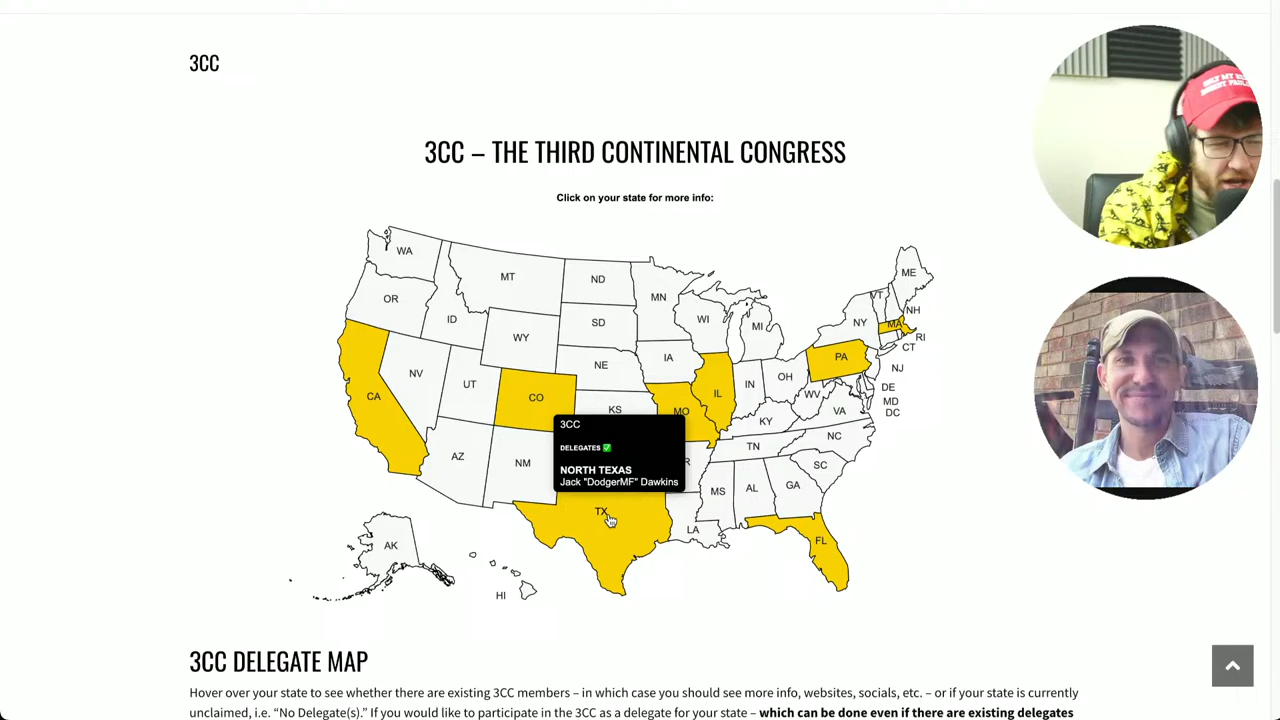 3CC
3CC – THE THIRD CONTINENTAL CONGRESS
Click on your state for more info:
WA
MT
ND
MN
ME
OR
ID
SD
WI
MI
NY
VT
NH
MA
RI
CT
WY
IA
NE
PA
NJ
NV
UT
CO
CA
IL
IN
OH
DE
MD
DC
WV
VA
KS
MO
KY
3CC
DELEGATES ✅
NORTH TEXAS
Jack "DodgerMF" Dawkins
NC
TN
AZ
NM
SC
MS
AL
GA
TX
LA
FL
AK
HI
3CC DELEGATE MAP
Hover over your state to see whether there are existing 3CC members – in which case you should see more info, websites, socials, etc. – or if your state is currently
unclaimed, i.e. “No Delegate(s).” If you would like to participate in the 3CC as a delegate for your state – which can be done even if there are existing delegates